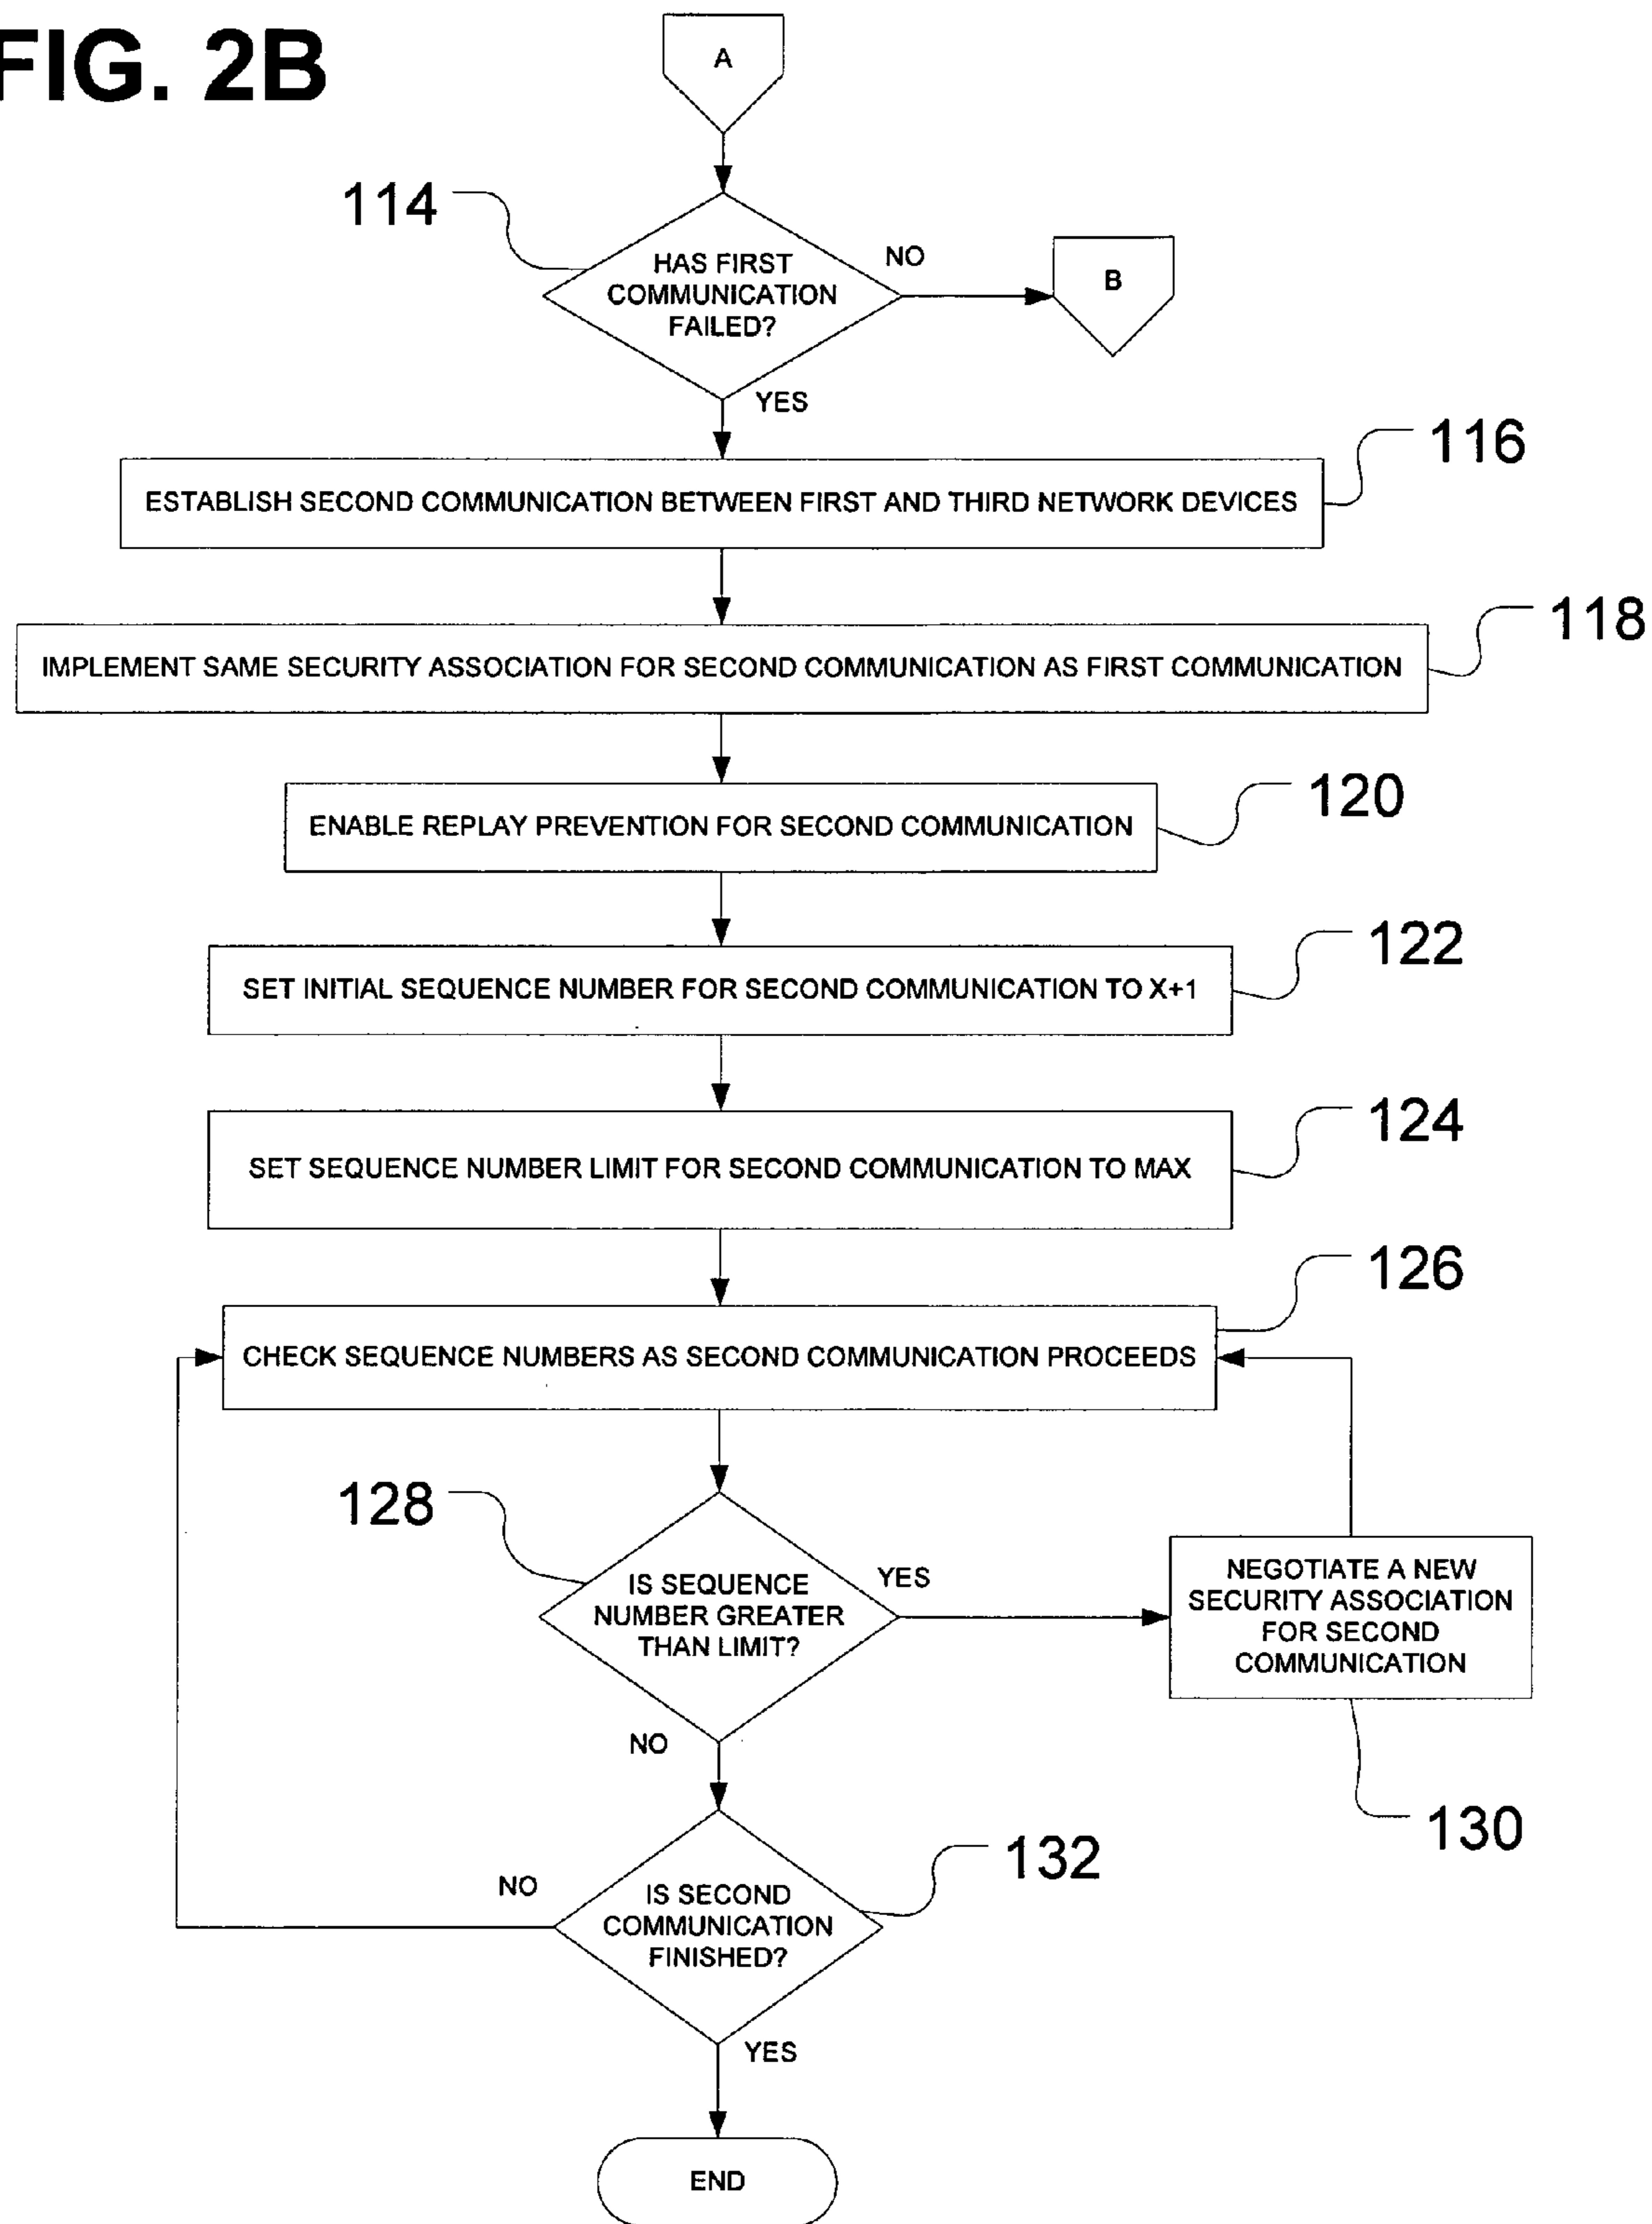 FIG. 2B
A
114
HAS FIRST
COMMUNICATION
FAILED?
NO
B
YES
116
ESTABLISH SECOND COMMUNICATION BETWEEN FIRST AND THIRD NETWORK DEVICES
118
IMPLEMENT SAME SECURITY ASSOCIATION FOR SECOND COMMUNICATION AS FIRST COMMUNICATION
120
ENABLE REPLAY PREVENTION FOR SECOND COMMUNICATION
122
SET INITIAL SEQUENCE NUMBER FOR SECOND COMMUNICATION TO X+1
124
SET SEQUENCE NUMBER LIMIT FOR SECOND COMMUNICATION TO MAX
126
CHECK SEQUENCE NUMBERS AS SECOND COMMUNICATION PROCEEDS
128
IS SEQUENCE
NUMBER GREATER
THAN LIMIT?
YES
NEGOTIATE A NEW
SECURITY ASSOCIATION
FOR SECOND
COMMUNICATION
130
NO
132
IS SECOND
COMMUNICATION
FINISHED?
NO
YES
END